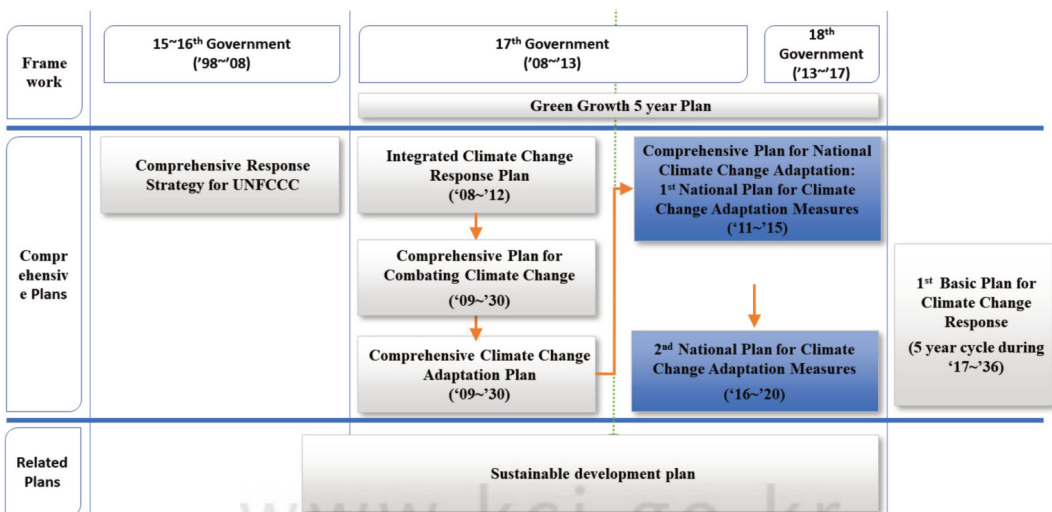 Frame
work
15~16th Government
('98~'08)
17th Government
('08~'13)
18th
Government
('13~'17)
Green Growth 5 year Plan
Compr
ehensiv
e Plans
Comprehensive Response
Strategy for UNFCCC
Integrated Climate Change
Response Plan
(‘08~’12)
Comprehensive Plan for
Combating Climate Change
(‘09~’30)
Comprehensive Climate Change
Adaptation Plan
(‘09~’30)
Comprehensive Plan for National
Climate Change Adaptation:
1st National Plan for Climate
Change Adaptation Measures
(‘11~’15)
2nd National Plan for Climate
Change Adaptation Measures
(‘16~’20)
1st Basic Plan for
Climate Change
Response
(5 year cycle during
‘17~’36)
Related
Plans
Sustainable development plan
www.kci.go.kr